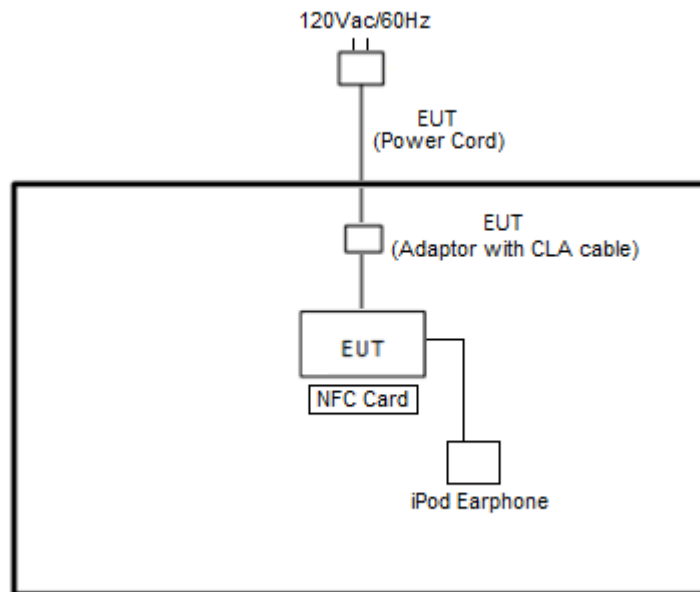 120Vac/60Hz
EUT
(Power Cord)
EUT
(Adaptor with CLA cable)
EUT
NFC Card
iPod Earphone